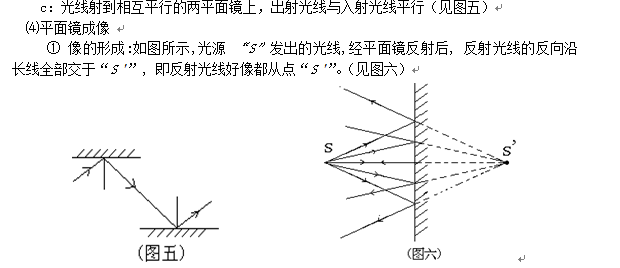 c：光线射到相互平行的两平面镜上，出射光线与入射光线平行（见图五）
⑷平面镜成像
① 像的形成:如图所示,光源 “S”发出的光线,经平面镜反射后, 反射光线的反向沿
长线全部交于“S'”, 即反射光线好像都从点“S'”。(见图六)
S
S'
(图五)
(图六)